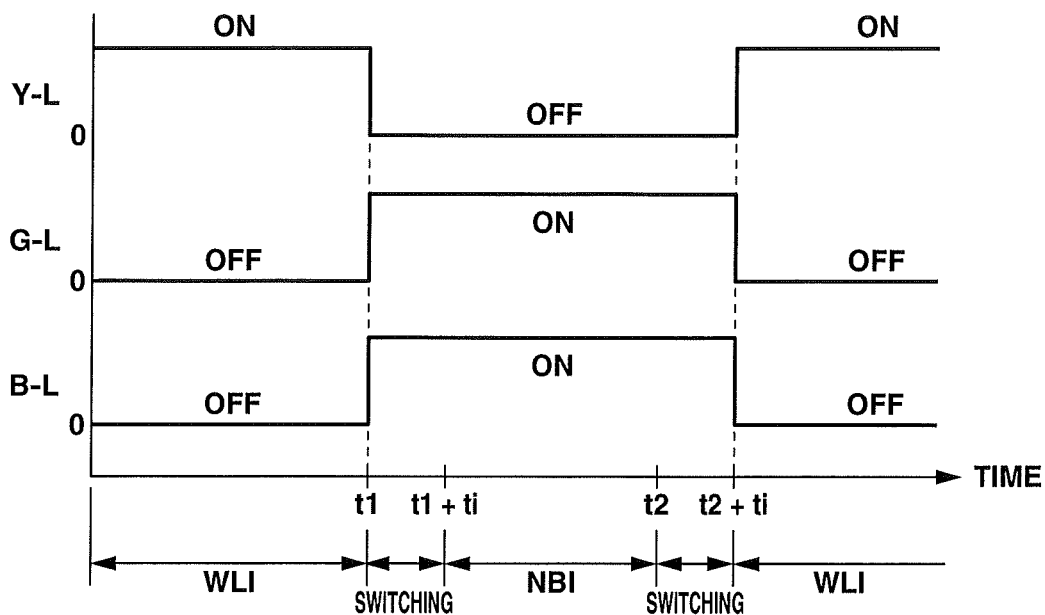 ON ON
Y-L
OFF
0
G-L
ON
OFF OFF
0
B-L
ON
OFF OFF
0
TIME
t1 t1 + ti t2 t2 + ti
WLI NBI WLI
SWITCHING SWITCHING